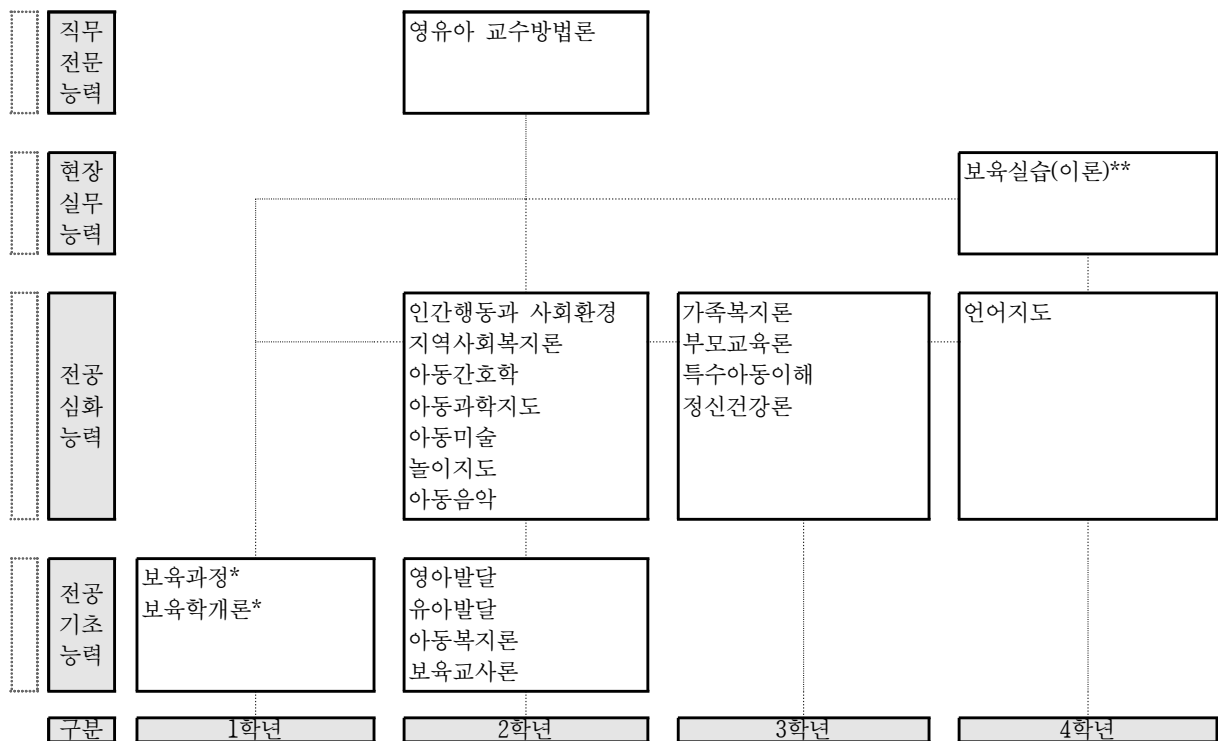 직무
전문
능력
영유아 교수방법론
현장
실무
능력
보육실습(이론)**
전공
심화
능력
인간행동과 사회환경
지역사회복지론
아동간호학
아동과학지도
아동미술
놀이지도
아동음악
가족복지론
부모교육론
특수아동이해
정신건강론
언어지도
전공
기초
능력
보육과정*
보육학개론*
영아발달
유아발달
아동복지론
보육교사론
구분
1학년
2학년
3학년
4학년